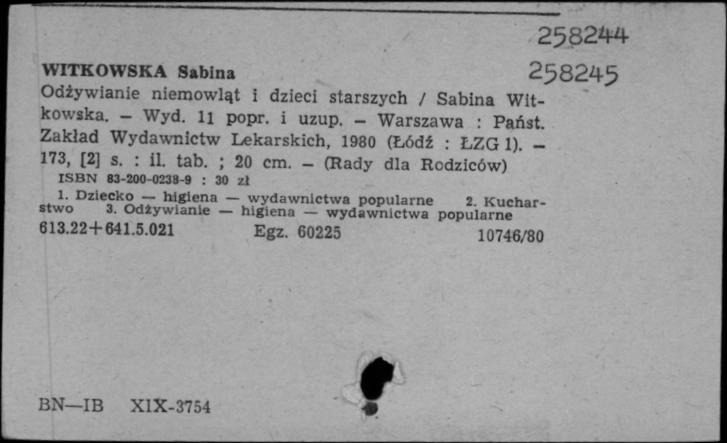 258244
WITKOWSKA Sabina 258245
Odżywianie niemowląt i dzieci starszych / Sabina Wit-
kowska. — Wyd. 11 popr. i uzup. — Warszawa : Państ.
Zakład Wydawnictw Lekarskich, 1980 (Łódź : ŁZG 1). —
173, [2] s. : il. tab. ; 20 cm. — (Rady dla Rodziców)
ISBN 83-200-0238-9 : 30 zł
1. Dziecko — higiena — wydawnictwa popularne 2. Kuchar-
stwo 3. Odżywianie — higiena — wydawnictwa popularne
613.22+641.5.021 Egz. 60225 10746/80
BN—IB XIX-3754